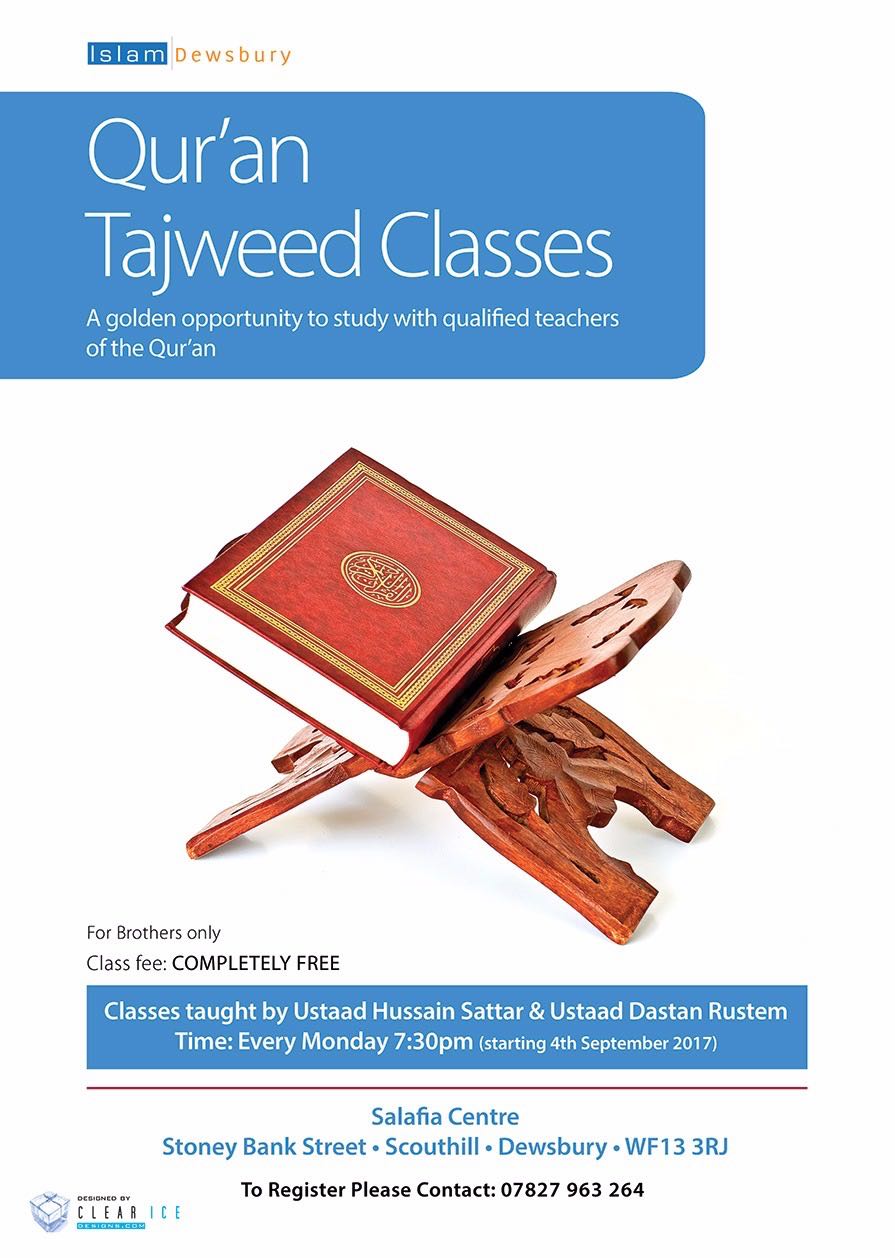 Islam Dewsbury
Qur'an
Tajweed Classes
A golden opportunity to study with qualified teachers
of the Qur'an
For Brothers only
Class fee: COMPLETELY FREE
Classes taught by Ustaad Hussain Sattar & Ustaad Dastan Rustem
Time: Every Monday 7:30pm (starting 4th September 2017)
Salafia Centre
Stoney Bank Street • Scouthill • Dewsbury • WF13 3RJ
To Register Please Contact: 07827 963 264
DESIGNED BY
CLEAR ICE
DESIGNS.COM